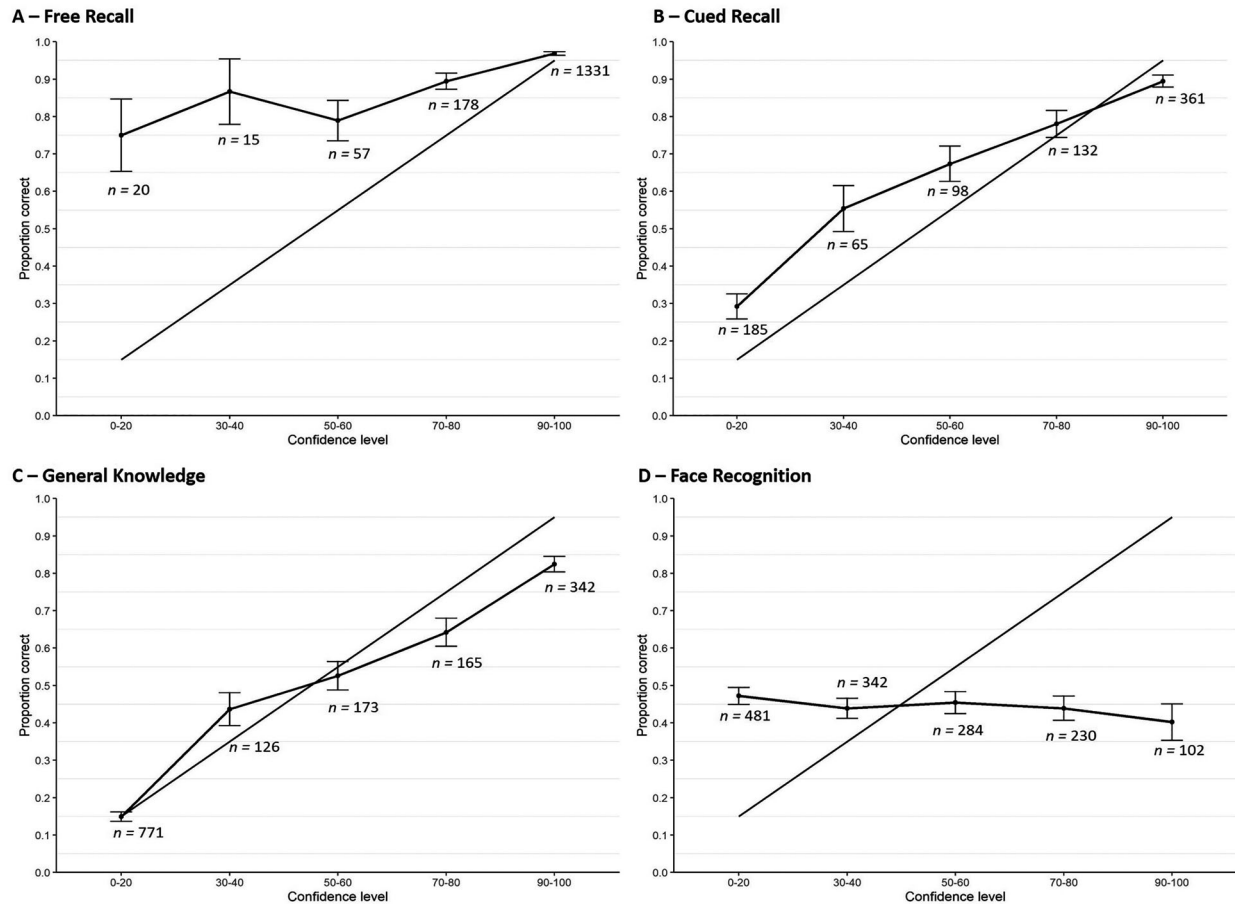 A – Free Recall
1.0
0.9
0.8
0.7
0.6
0.5
0.4
0.3
0.2
0.1
0.0
Proportion correct
n = 20
n = 15
n = 57
n = 178
n = 1331
0-20
30-40
50-60
70-80
90-100
Confidence level
B – Cued Recall
1.0
0.9
0.8
0.7
0.6
0.5
0.4
0.3
0.2
0.1
0.0
Proportion correct
n = 185
n = 65
n = 98
n = 132
n = 361
0-20
30-40
50-60
70-80
90-100
Confidence level
C – General Knowledge
1.0
0.9
0.8
0.7
0.6
0.5
0.4
0.3
0.2
0.1
0.0
Proportion correct
n = 771
n = 126
n = 173
n = 165
n = 342
0-20
30-40
50-60
70-80
90-100
Confidence level
D – Face Recognition
1.0
0.9
0.8
0.7
0.6
0.5
0.4
0.3
0.2
0.1
0.0
Proportion correct
n = 481
n = 342
n = 284
n = 230
n = 102
0-20
30-40
50-60
70-80
90-100
Confidence level